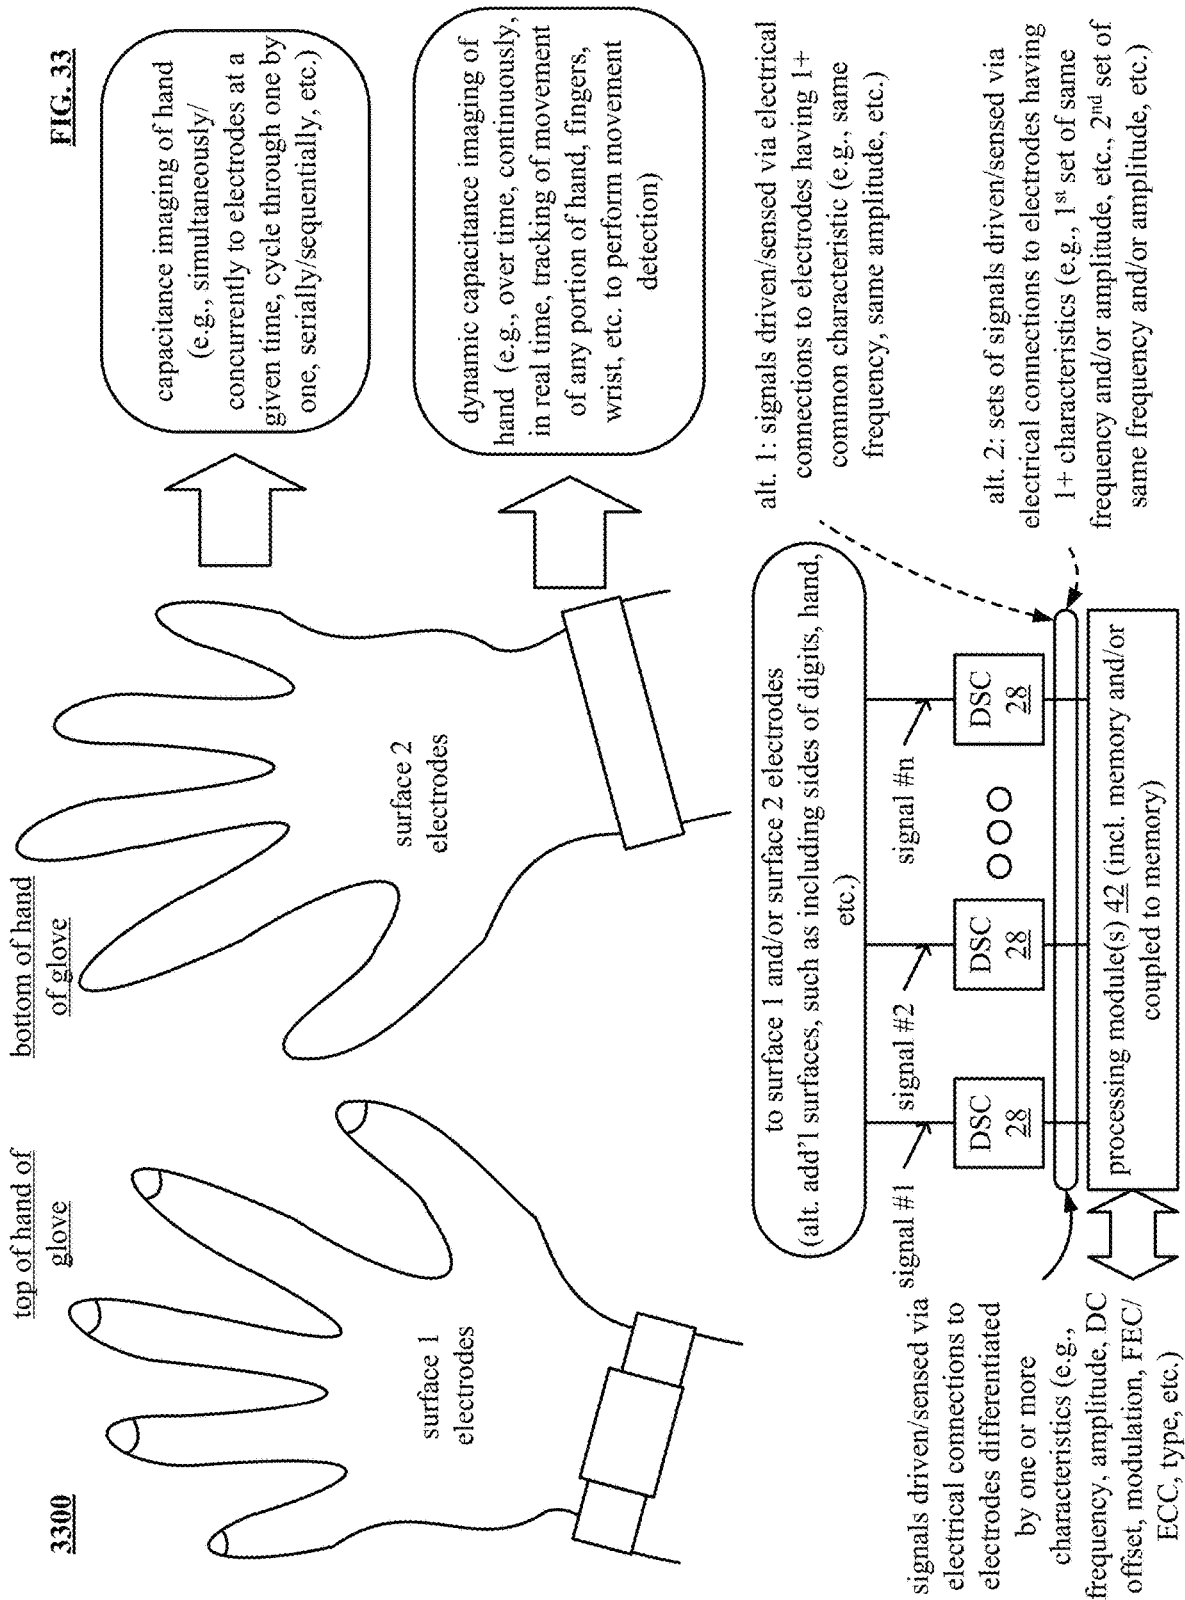 FIG. 33
3300
top of hand of
glove
bottom of hand
of glove
surface 1
electrodes
surface 2
electrodes
capacitance imaging of
hand
(e.g., simultaneously/
concurrently to electrodes at a
given time, cycle through one by
one, serially/sequentially, etc.)
dynamic capacitance imaging of
hand (e.g., over time, continuously,
in real time, tracking of movement
of any portion of hand, fingers,
wrist, etc. to perform movement
detection)
to surface 1 and/or surface 2 electrodes
(alt. add'l surfaces, such as including sides of digits, hand,
etc.)
signal #1
signal #2
signal #n
DSC
28
DSC
28
DSC
28
processing module(s) 42 (incl. memory and/or
coupled to memory)
signals driven/sensed via
electrical connections to
electrodes differentiated
by one or more
characteristics (e.g.,
frequency, amplitude, DC
offset, modulation, FEC/
ECC, type, etc.)
alt. 1: signals driven/sensed via electrical
connections to electrodes having 1+
common characteristic (e.g., same
frequency, same amplitude, etc.)
alt. 2: sets of signals driven/sensed via
electrical connections to electrodes having
1+ characteristics (e.g., 1st set of same
frequency and/or amplitude, etc., 2nd set of
same frequency and/or amplitude, etc.)